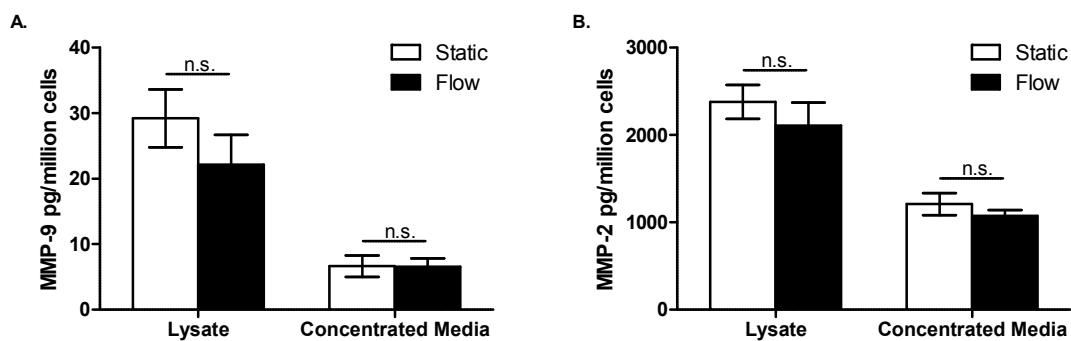 A.
MMP-9 pg/million cells
40
30
20
10
0
n.s.
n.s.
Static
Flow
Lysate
Concentrated Media
B.
MMP-2 pg/million cells
3000
2000
1000
0
n.s.
n.s.
Static
Flow
Lysate
Concentrated Media